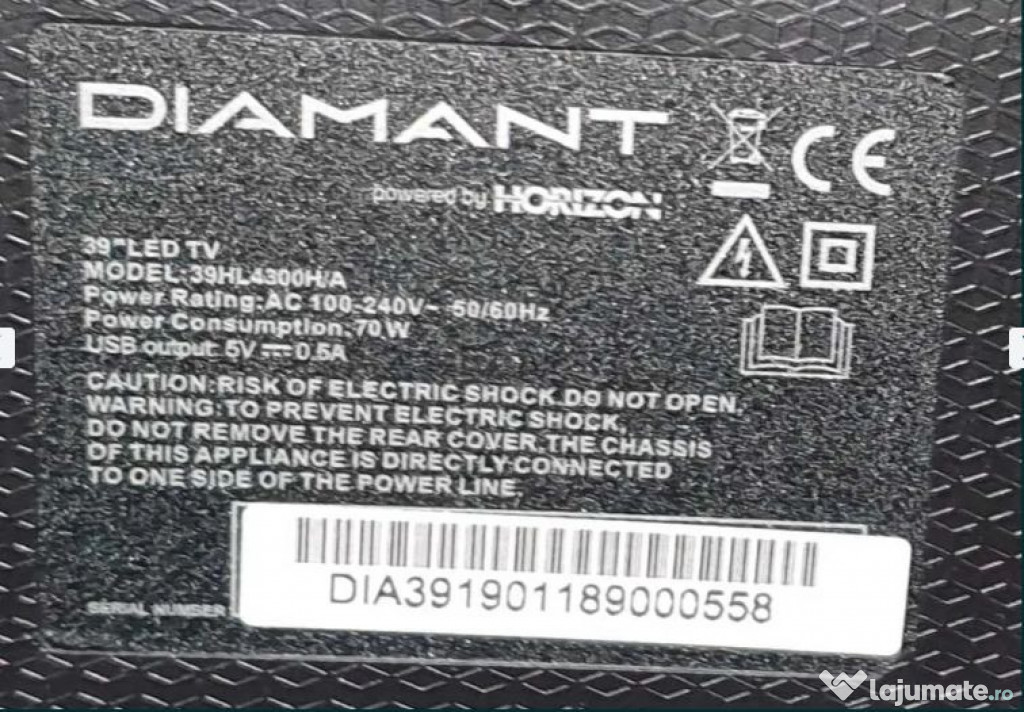 DIAMANT
powered by HORIZON
CE
39" LED TV
MODEL:39HL4300H/A
Power Rating:AC 100-240V~ 50/60Hz
Power Consumption:70W
USB output: 5V⎓0.5A
CAUTION:RISK OF ELECTRIC SHOCK.DO NOT OPEN.
WARNING:TO PREVENT ELECTRIC SHOCK,
DO NOT REMOVE THE REAR COVER.THE CHASSIS
OF THIS APPLIANCE IS DIRECTLY CONNECTED
TO ONE SIDE OF THE POWER LINE.
DIA391901189000558
SERIAL NUMBER
lajumate.ro